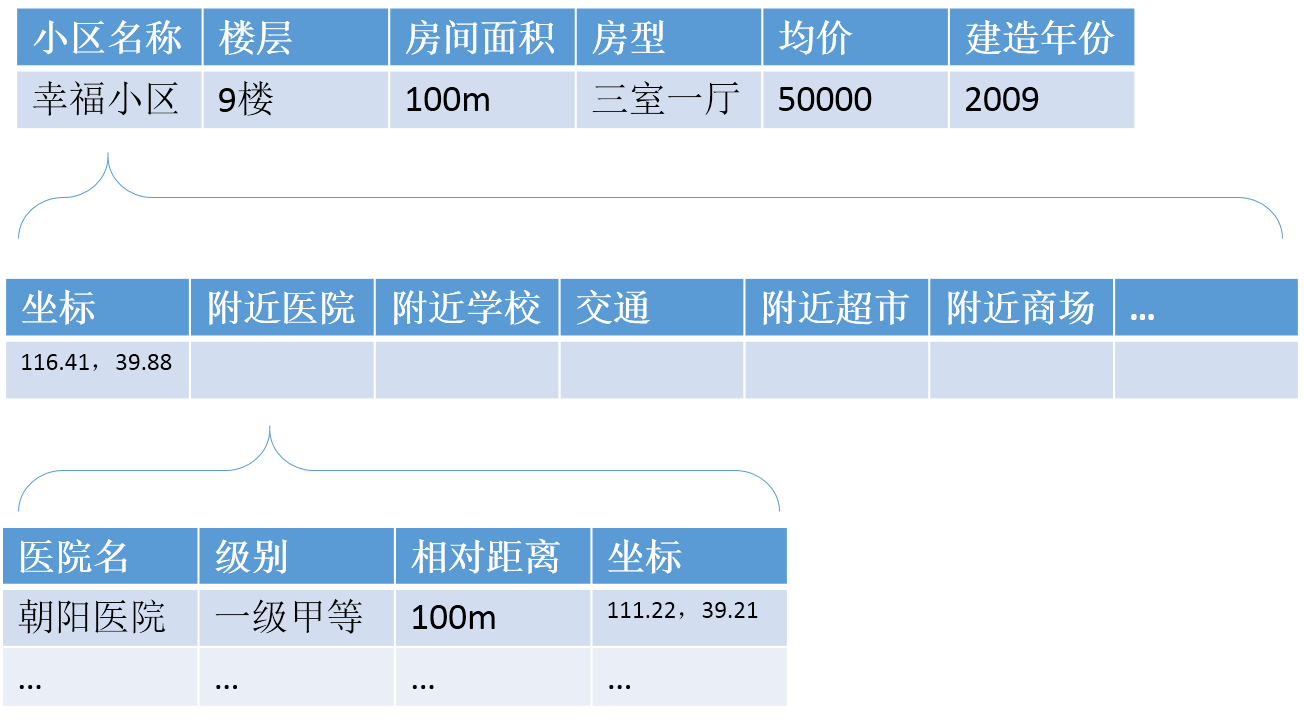 小区名称 楼层 房间面积 房型 均价 建造年份
幸福小区 9楼 100m 三室一厅 50000 2009
坐标 附近医院 附近学校 交通 附近超市 附近商场 ...
116.41，39.88
医院名 级别 相对距离 坐标
朝阳医院 一级甲等 100m 111.22，39.21
... ... ... ...